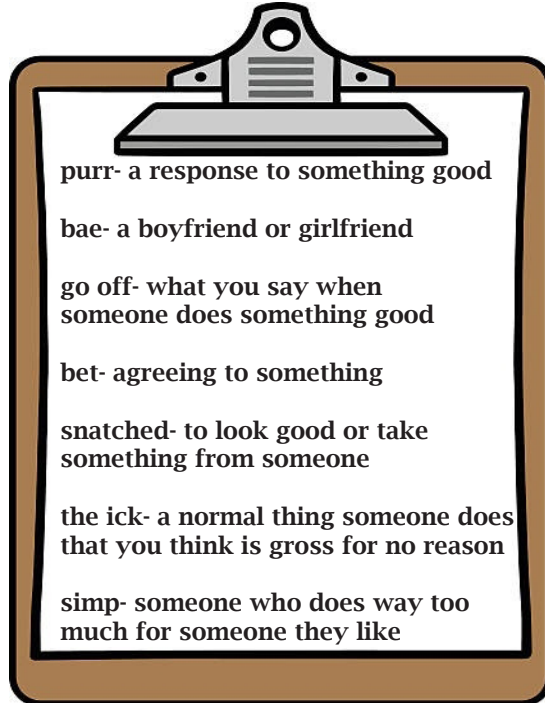 purr- a response to something good
bae- a boyfriend or girlfriend
go off- what you say when
someone does something good
bet- agreeing to something
snatched- to look good or take
something from someone
the ick- a normal thing someone does
that you think is gross for no reason
simp- someone who does way too
much for someone they like